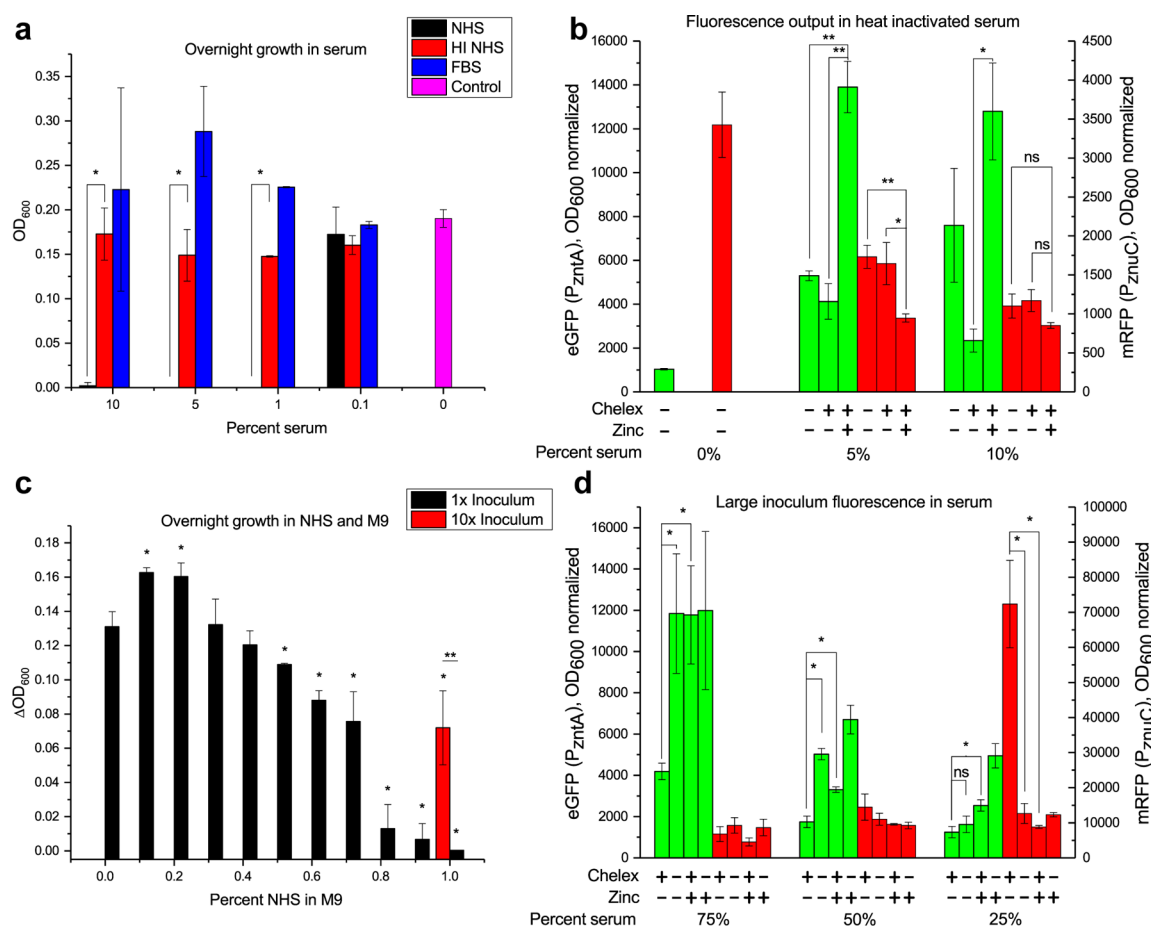 a
Overnight growth in serum
NHS
HI NHS
FBS
Control
0.35
0.30
0.25
0.20
0.15
0.10
0.05
0.00
OD600
* * *
10 5 1 0.1 0
Percent serum
b
Fluorescence output in heat inactivated serum
16000
14000
12000
10000
8000
6000
4000
2000
0
eGFP (PzntA), OD600 normalized
4500
4000
3500
3000
2500
2000
1500
1000
500
0
mRFP (PznuC), OD600 normalized
** ** ** * * ns ns
Chelex − − − + + − + + − + + − + +
Zinc − − − − + − − + − − + − − +
Percent serum 0% 5% 10%
c
1x Inoculum
10x Inoculum
Overnight growth in NHS and M9
0.18
0.16
0.14
0.12
0.10
0.08
0.06
0.04
0.02
0.00
ΔOD600
* * * * * * * * * **
0.0 0.2 0.4 0.6 0.8 1.0
Percent NHS in M9
d
Large inoculum fluorescence in serum
16000
14000
12000
10000
8000
6000
4000
2000
0
eGFP (PzntA), OD600 normalized
100000
90000
80000
70000
60000
50000
40000
30000
20000
10000
0
mRFP (PznuC), OD600 normalized
* * * * ns * * *
Chelex + − + − + − + − + − + − + − + − + − + − + − + −
Zinc − − + + − − + + − − + + − − + + − − + + − − + +
Percent serum 75% 50% 25%